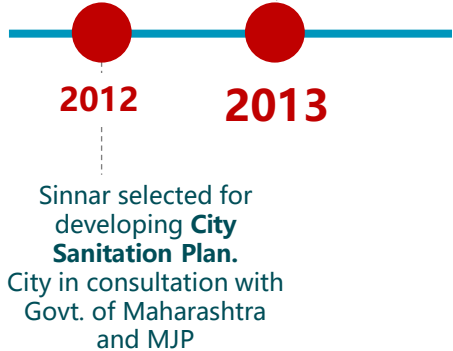 2012
2013
Sinnar selected for
developing City
Sanitation Plan.
City in consultation with
Govt. of Maharashtra
and MJP